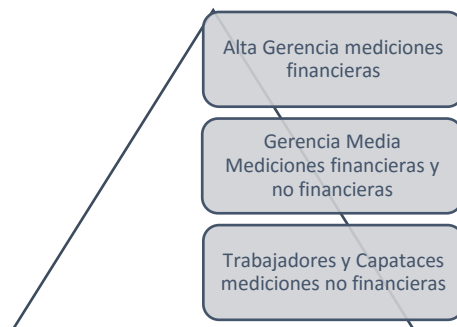 Alta Gerencia mediciones
financieras
Gerencia Media
Mediciones financieras y
no financieras
Trabajadores y Capataces
mediciones no financieras